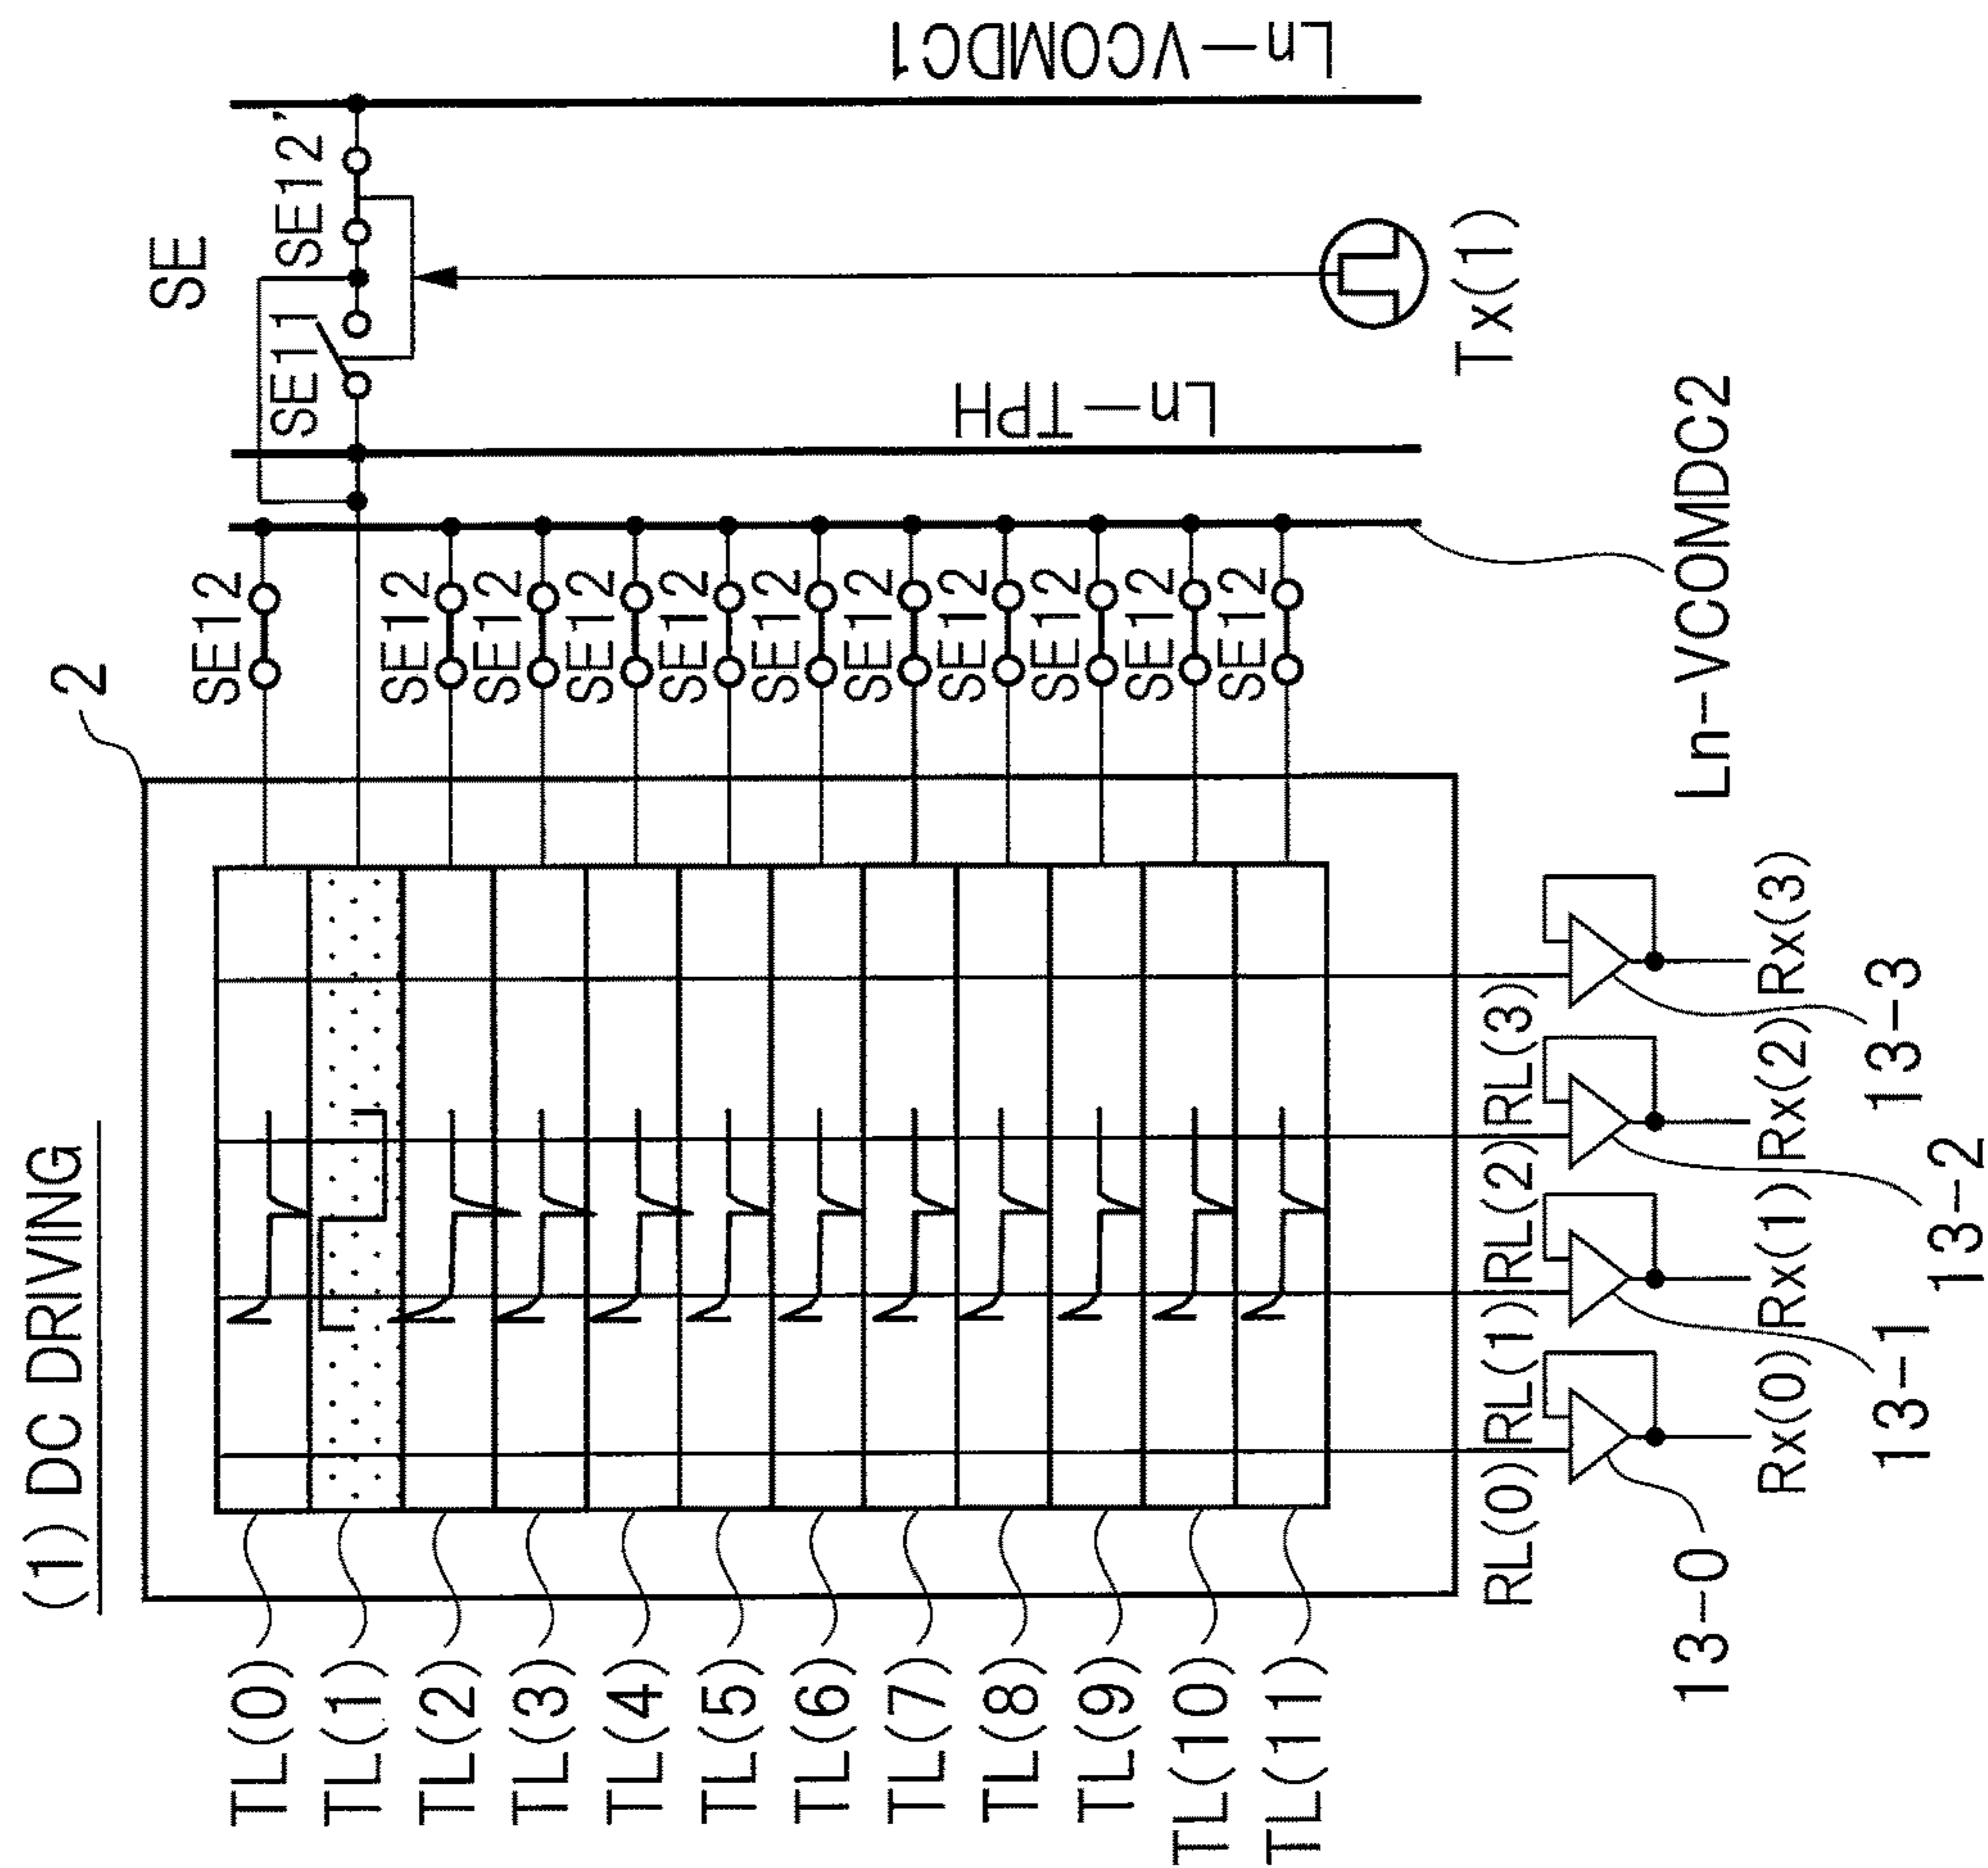 (1) DC DRIVING
2
SE
SE12
SE11
SE12'
SE12
SE12
SE12
SE12
SE12
SE12
SE12
SE12
SE12
SE12
Ln-TPH
Ln-VCOMDC1
Tx(1)
Ln-VCOMDC2
TL(0)
TL(1)
TL(2)
TL(3)
TL(4)
TL(5)
TL(6)
TL(7)
TL(8)
TL(9)
TL(10)
TL(11)
RL(0)
RL(1)
RL(2)
RL(3)
Rx(0)
Rx(1)
Rx(2)
Rx(3)
13-0
13-1
13-2
13-3